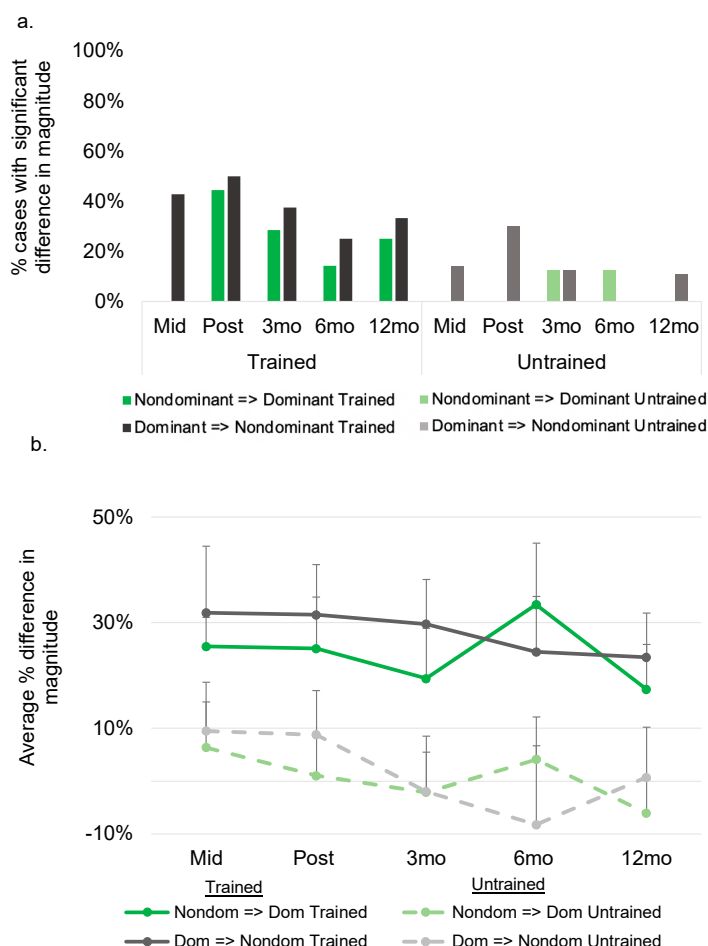 a.
% cases with significant
difference in magnitude
100%
80%
60%
40%
20%
0%
Mid Post 3mo 6mo 12mo Mid Post 3mo 6mo 12mo
Trained Untrained
Nondominant => Dominant Trained Nondominant => Dominant Untrained
Dominant => Nondominant Trained Dominant => Nondominant Untrained
b.
Average % difference in
magnitude
50%
30%
10%
-10%
Mid Post 3mo 6mo 12mo
Trained Untrained
Nondom => Dom Trained Nondom => Dom Untrained
Dom => Nondom Trained Dom => Nondom Untrained